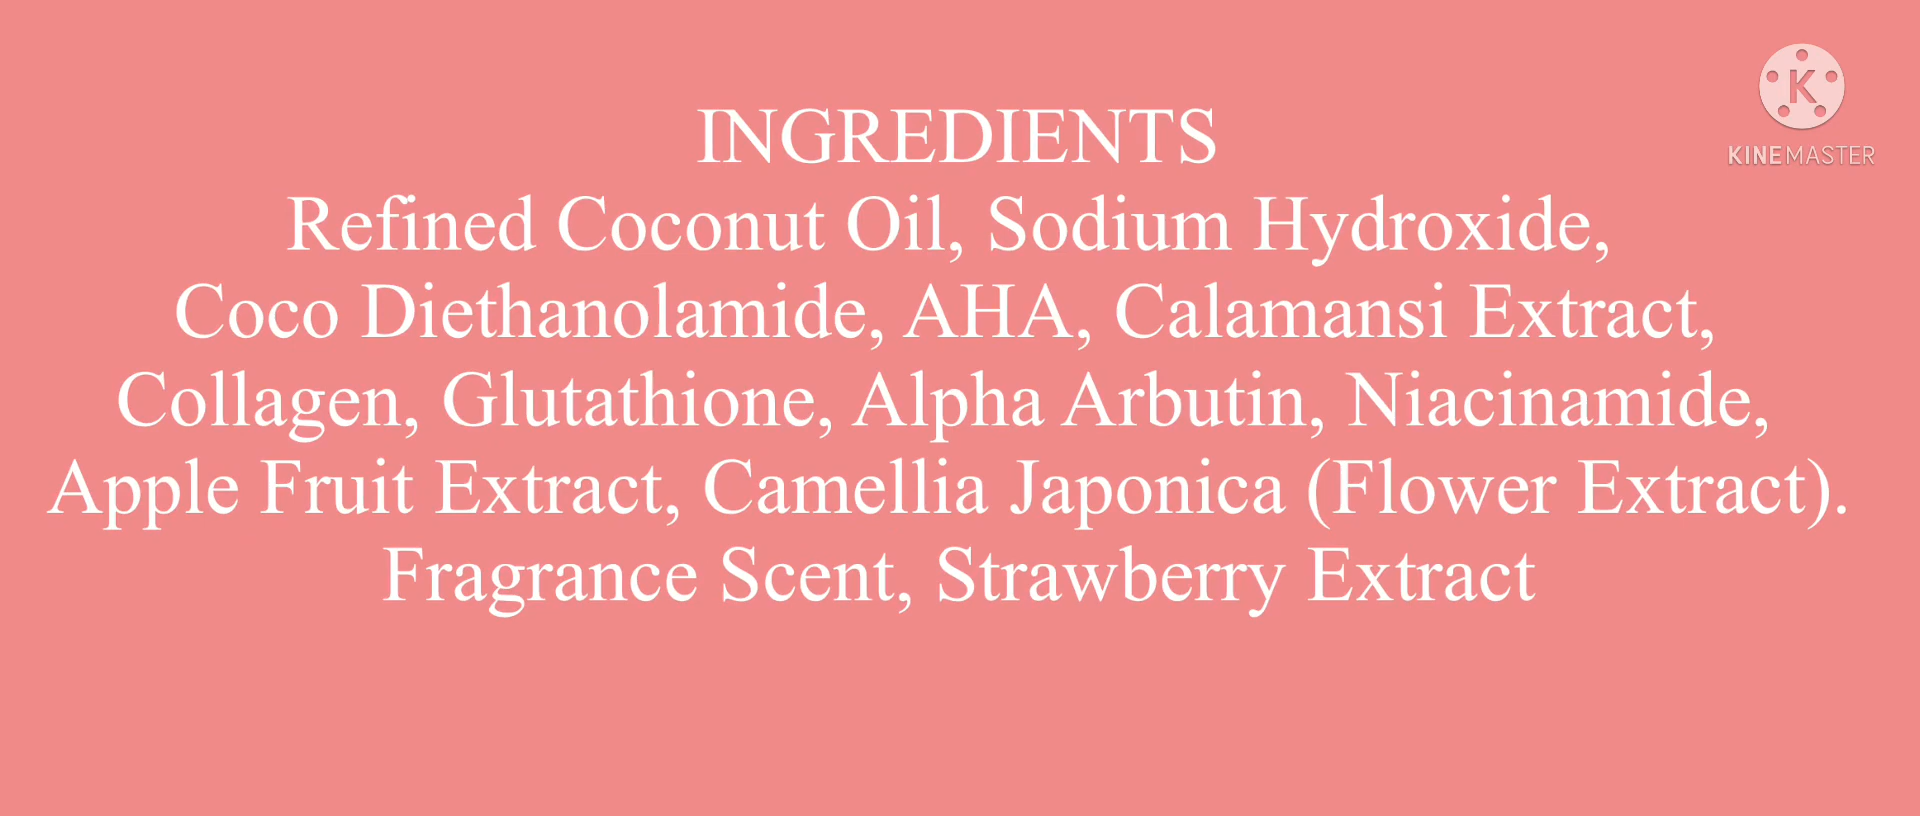 INGREDIENTS
Refined Coconut Oil, Sodium Hydroxide,
Coco Diethanolamide, AHA, Calamansi Extract,
Collagen, Glutathione, Alpha Arbutin, Niacinamide,
Apple Fruit Extract, Camellia Japonica (Flower Extract).
Fragrance Scent, Strawberry Extract
K
KINEMASTER